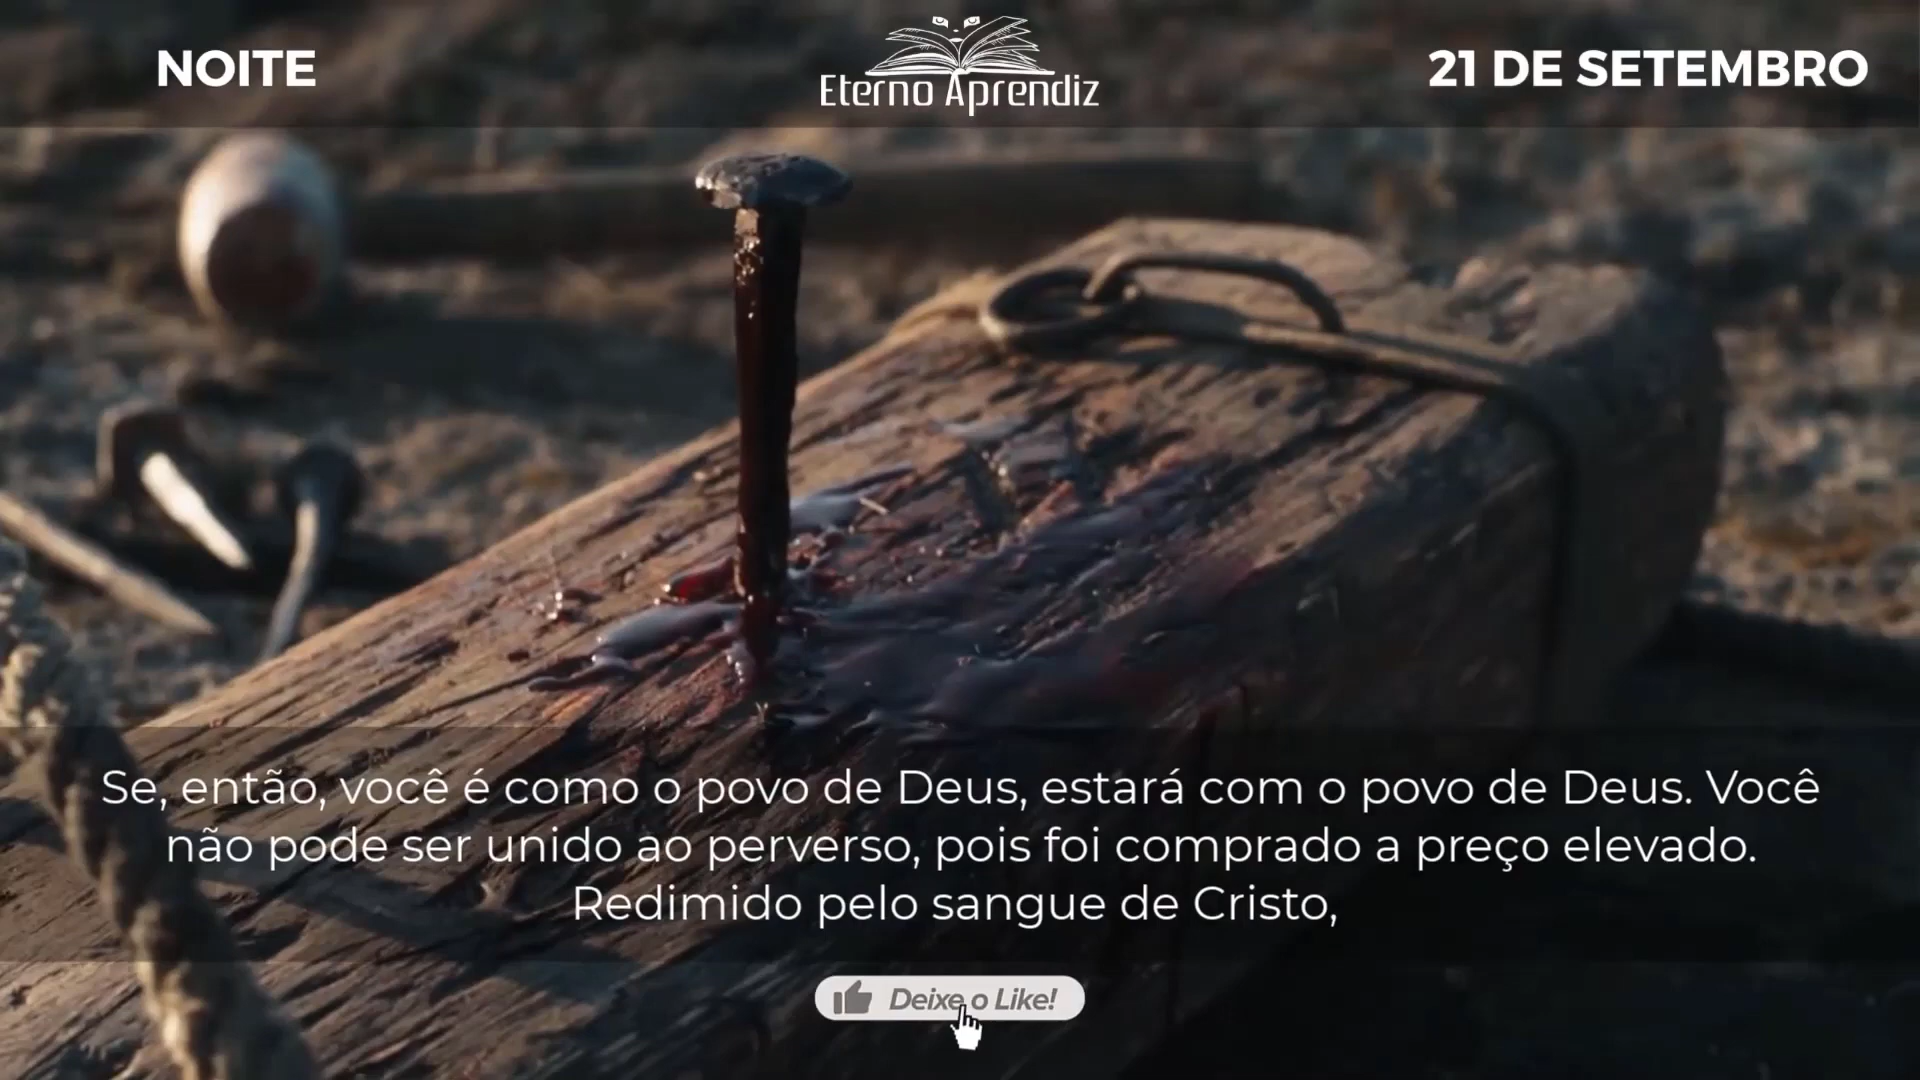 NOITE
Eterno Aprendiz
21 DE SETEMBRO
Se, então, você é como o povo de Deus, estará com o povo de Deus. Você
não pode ser unido ao perverso, pois foi comprado a preço elevado.
Redimido pelo sangue de Cristo,
Deixe o Like!